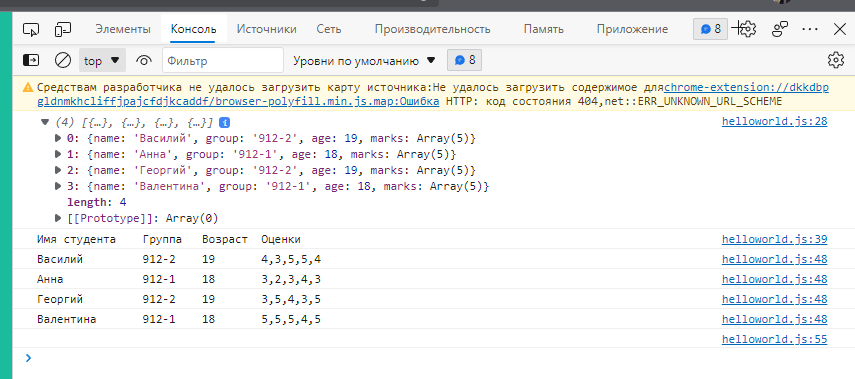 Элементы Консоль Источники Сеть Производительность Память Приложение 8
top Фильтр Уровни по умолчанию 8
Средствам разработчика не удалось загрузить карту источника:Не удалось загрузить содержимое для chrome-extension://dkkdbp
gldnmkhcliffjpajcfdjkcaddf/browser-polyfill.min.js.map:Ошибка HTTP: код состояния 404,net::ERR_UNKNOWN_URL_SCHEME
(4) [{…}, {…}, {…}, {…}] i helloworld.js:28
0: {name: 'Василий', group: '912-2', age: 19, marks: Array(5)}
1: {name: 'Анна', group: '912-1', age: 18, marks: Array(5)}
2: {name: 'Георгий', group: '912-2', age: 19, marks: Array(5)}
3: {name: 'Валентина', group: '912-1', age: 18, marks: Array(5)}
length: 4
[[Prototype]]: Array(0)
Имя студента Группа Возраст Оценки helloworld.js:39
Василий 912-2 19 4,3,5,5,4 helloworld.js:48
Анна 912-1 18 3,2,3,4,3 helloworld.js:48
Георгий 912-2 19 3,5,4,3,5 helloworld.js:48
Валентина 912-1 18 5,5,5,4,5 helloworld.js:48
helloworld.js:55